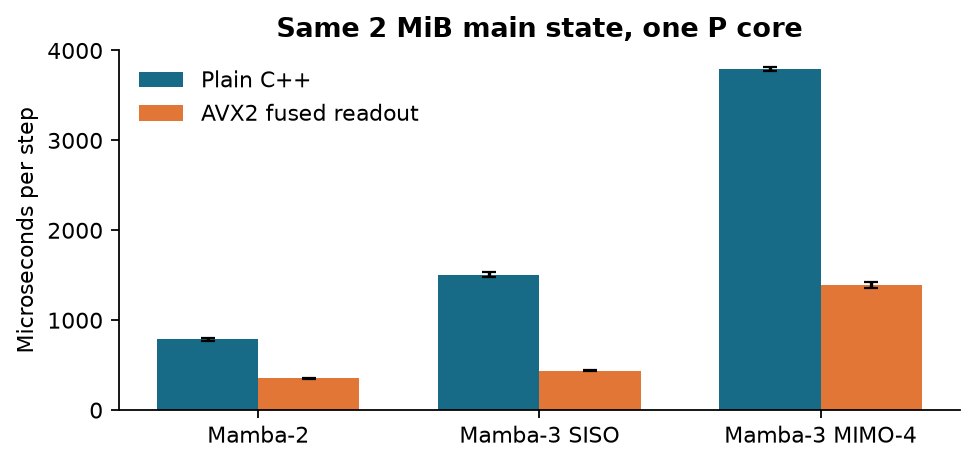 Same 2 MiB main state, one P core
Plain C++
AVX2 fused readout
Microseconds per step
4000
3000
2000
1000
0
Mamba-2
Mamba-3 SISO
Mamba-3 MIMO-4